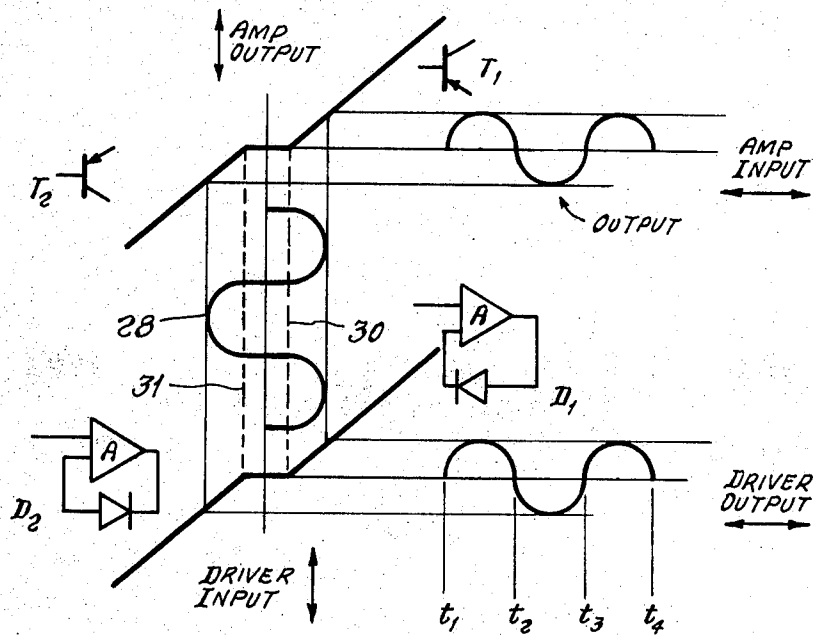 AMP
OUTPUT
T1
T2
AMP
INPUT
OUTPUT
28
30
A
31
D1
A
D2
DRIVER
OUTPUT
DRIVER
INPUT
t1 t2 t3 t4